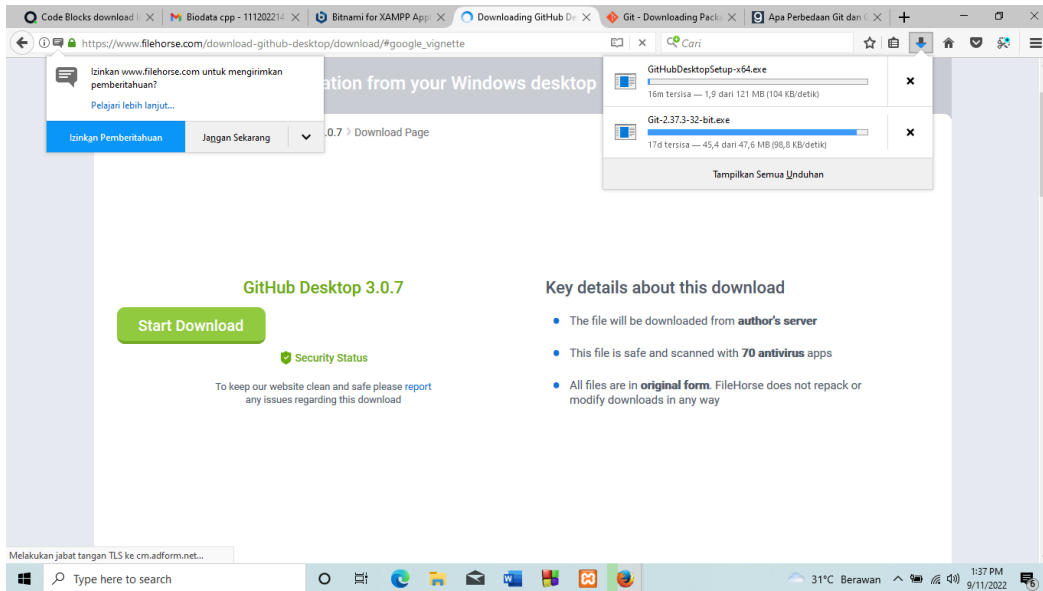 Code Blocks download l
Biodata cpp - 111202214
Bitnami for XAMPP App
Downloading GitHub De
Git - Downloading Packa
Apa Perbedaan Git dan G
https://www.filehorse.com/download-github-desktop/download/#google_vignette
Cari
Izinkan www.filehorse.com untuk mengirimkan
pemberitahuan?
Pelajari lebih lanjut...
Izinkan Pemberitahuan
Jangan Sekarang
ation from your Windows desktop
.0.7 > Download Page
GitHubDesktopSetup-x64.exe
16m tersisa — 1,9 dari 121 MB (104 KB/detik)
Git-2.37.3-32-bit.exe
17d tersisa — 45,4 dari 47,6 MB (98,8 KB/detik)
Tampilkan Semua Unduhan
GitHub Desktop 3.0.7
Start Download
Security Status
To keep our website clean and safe please report
any issues regarding this download
Key details about this download
The file will be downloaded from author's server
This file is safe and scanned with 70 antivirus apps
All files are in original form. FileHorse does not repack or
modify downloads in any way
Melakukan jabat tangan TLS ke cm.adform.net...
Type here to search
31°C Berawan
1:37 PM
9/11/2022
6